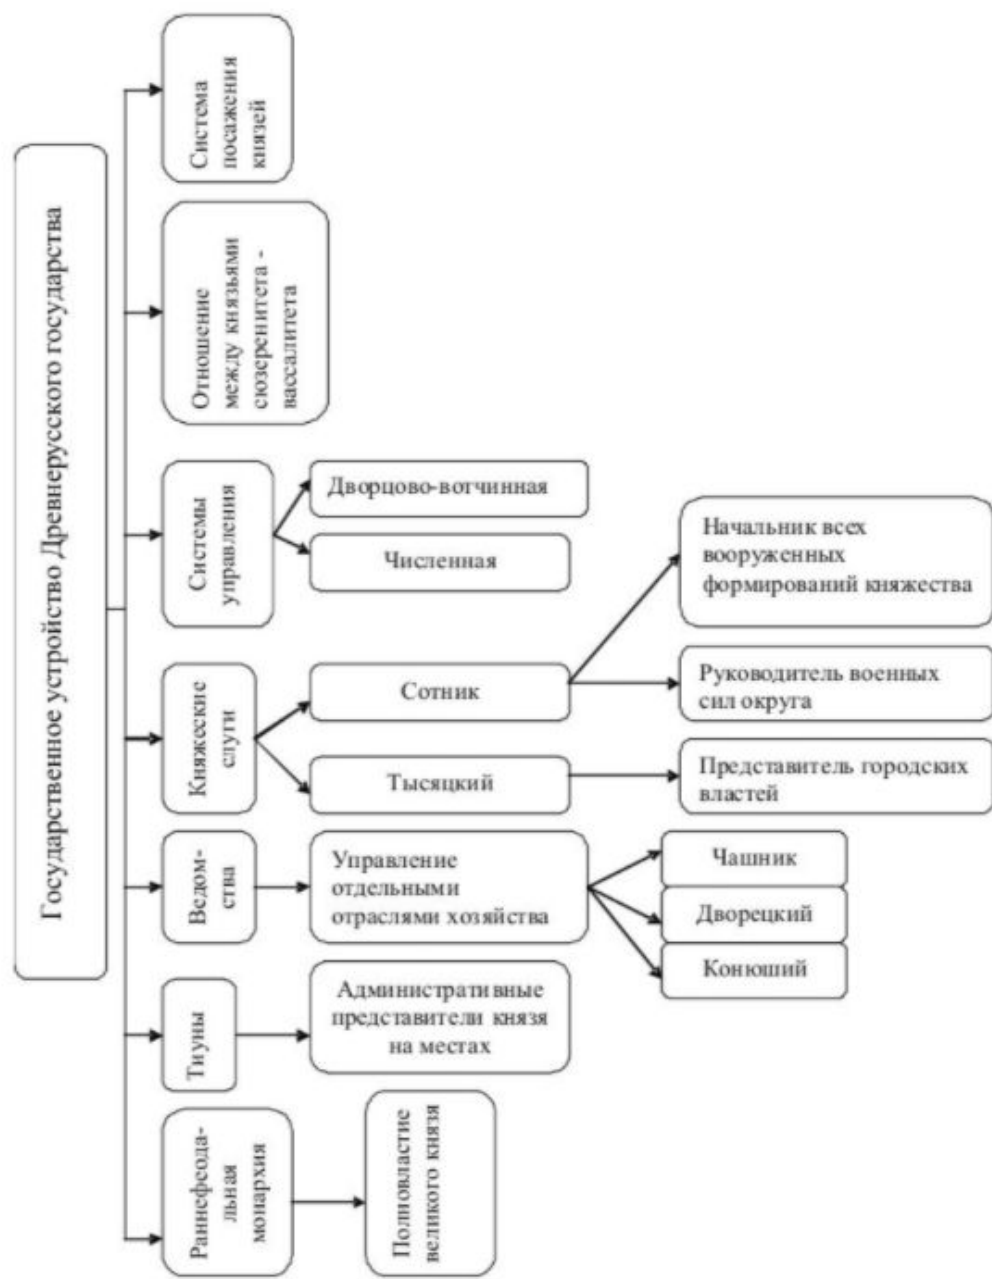 Государственное устройство Древнерусского государства
Система
посажения
князей
Отношение
между князьями
сюзеренитета -
вассалитета
Системы
управления
Дворцово-вотчинная
Численная
Княжеские
слуги
Сотник
Начальник всех
вооруженных
формирований княжества
Руководитель военных
сил округа
Тысяцкий
Представитель городских
властей
Ведом-
ства
Управление
отдельными
отраслями хозяйства
Чашник
Дворецкий
Конюший
Тиуны
Административные
представители князя
на местах
Раннефеода-
льная
монархия
Полновластие
великого князя